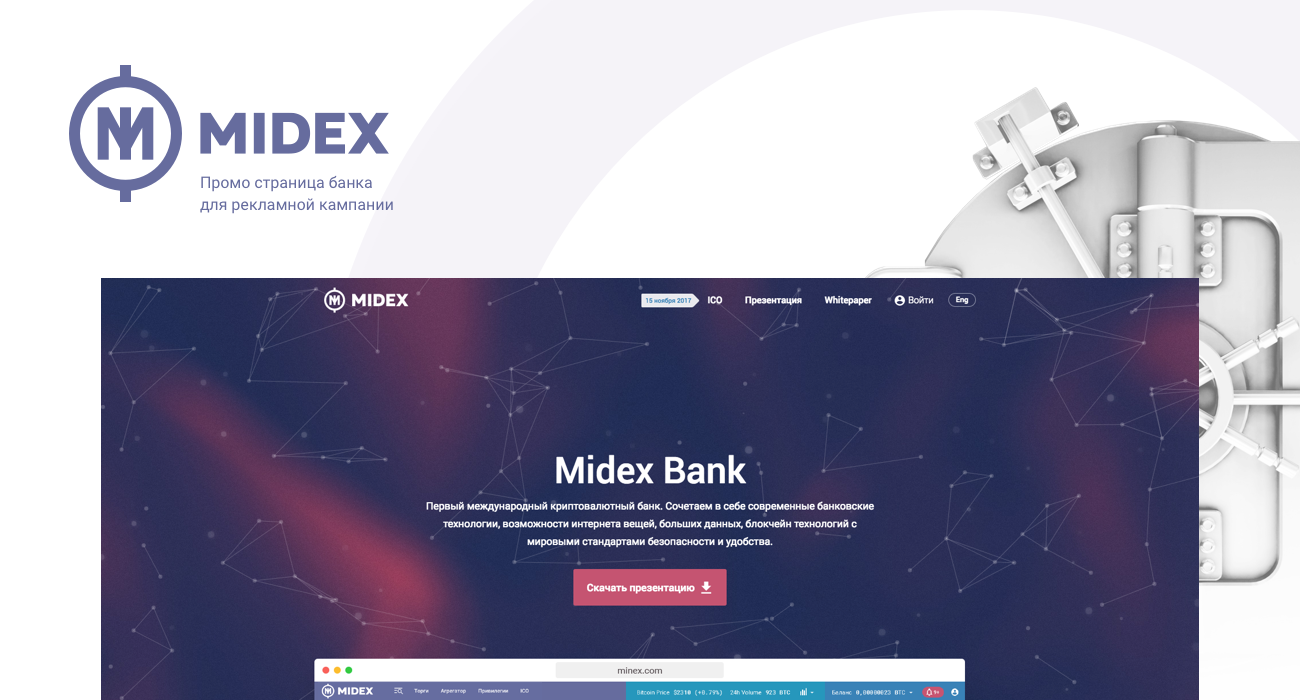 MIDEX
Промо страница банка
для рекламной кампании
MIDEX
15 ноября 2017 ICO Презентация Whitepaper Войти Eng
Midex Bank
Первый международный криптовалютный банк. Сочетаем в себе современные банковские
технологии, возможности интернета вещей, больших данных, блокчейн технологий с
мировыми стандартами безопасности и удобства.
Скачать презентацию
minex.com
MIDEX Торги Агрегатор Привилегии ICO Bitcoin Price $2310 (+0.79%) 24h Volume 923 BTC Баланс 0,00000023 BTC 9+